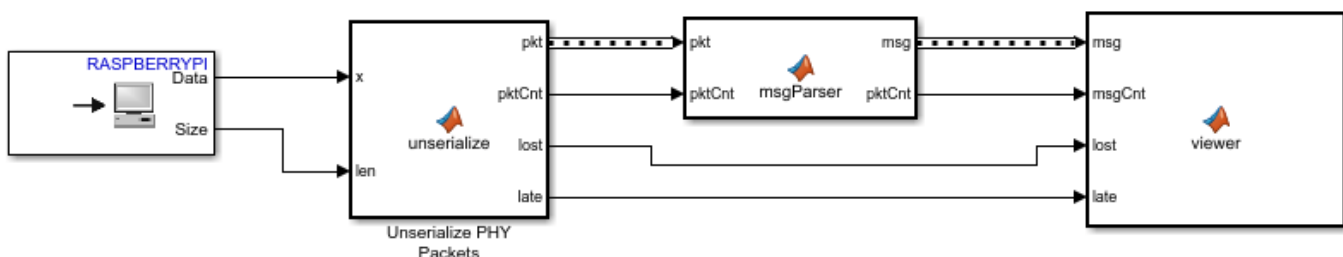 RASPBERRYPI
Data
Size
x
len
unserialize
pkt
pktCnt
lost
late
Unserialize PHY
Packets
pkt
pktCnt
msgParser
msg
pktCnt
msg
msgCnt
lost
late
viewer